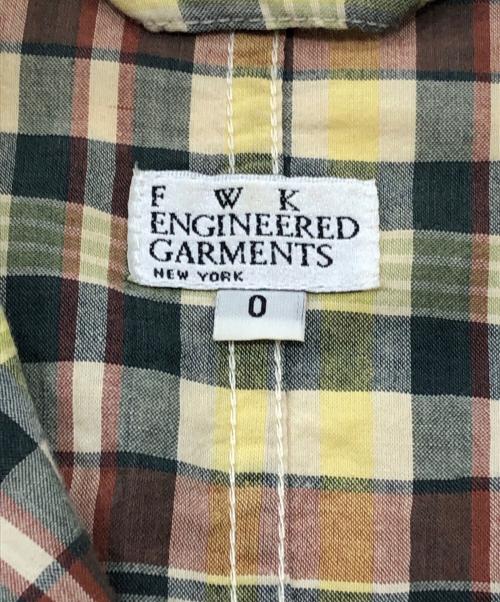 F W K
ENGINEERED
GARMENTS
NEW YORK
0